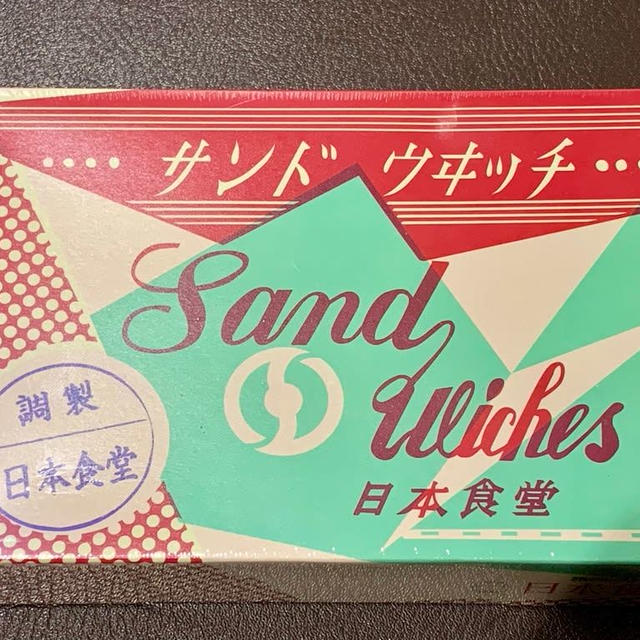 ‥‥サンドウヰッチ‥‥
Sand
Wiches
日本食堂
調製
日本食堂